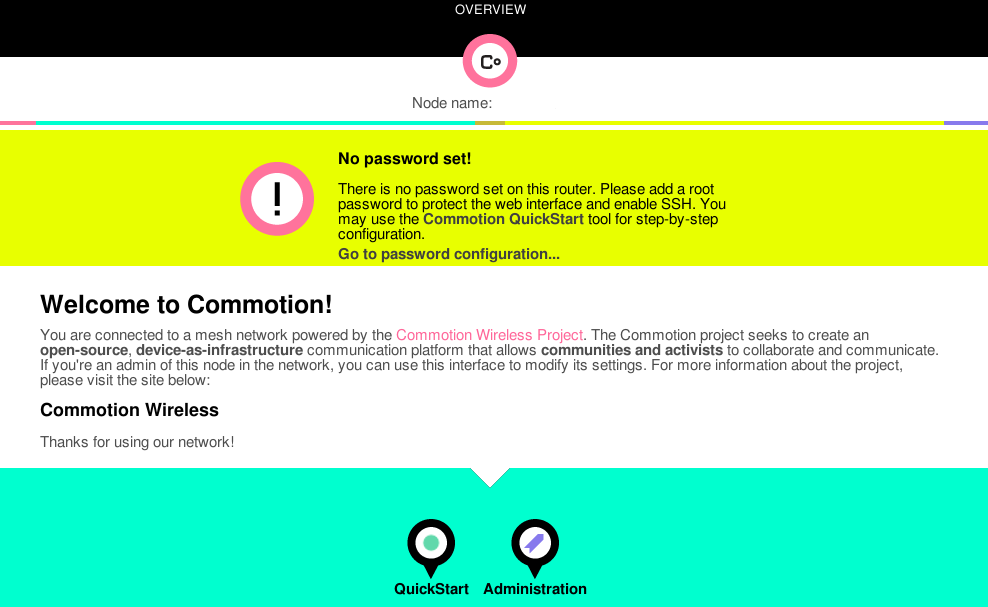 OVERVIEW
Co
Node name:
!
No password set!
There is no password set on this router. Please add a root
password to protect the web interface and enable SSH. You
may use the Commotion QuickStart tool for step-by-step
configuration.
Go to password configuration...
Welcome to Commotion!
You are connected to a mesh network powered by the Commotion Wireless Project. The Commotion project seeks to create an
open-source, device-as-infrastructure communication platform that allows communities and activists to collaborate and communicate.
If you're an admin of this node in the network, you can use this interface to modify its settings. For more information about the project,
please visit the site below:
Commotion Wireless
Thanks for using our network!
QuickStart Administration